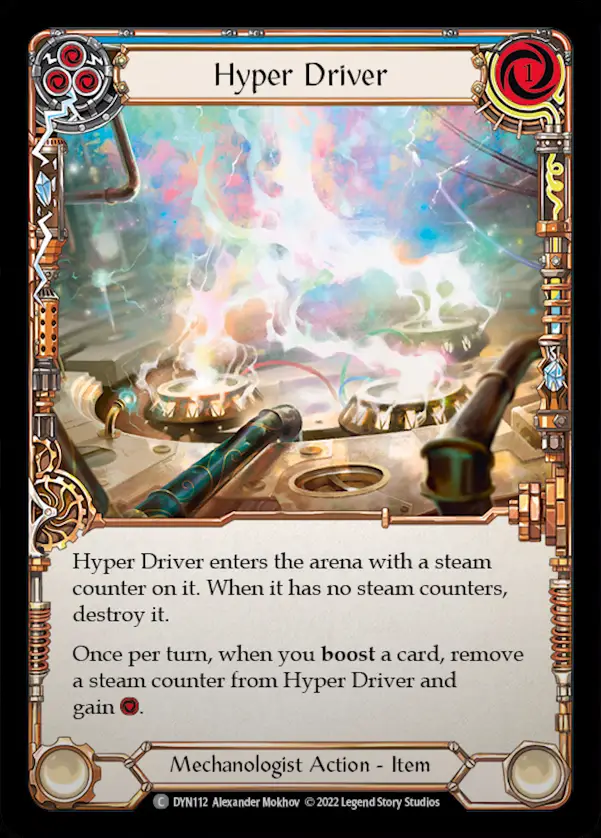 Hyper Driver
1
Hyper Driver enters the arena with a steam
counter on it. When it has no steam counters,
destroy it.
Once per turn, when you boost a card, remove
a steam counter from Hyper Driver and
gain .
Mechanologist Action - Item
C DYN112 Alexander Mokhov © 2022 Legend Story Studios